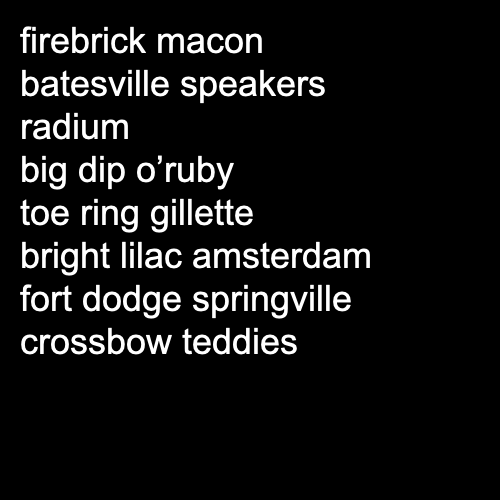 firebrick macon
batesville speakers
radium
big dip o’ruby
toe ring gillette
bright lilac amsterdam
fort dodge springville
crossbow teddies